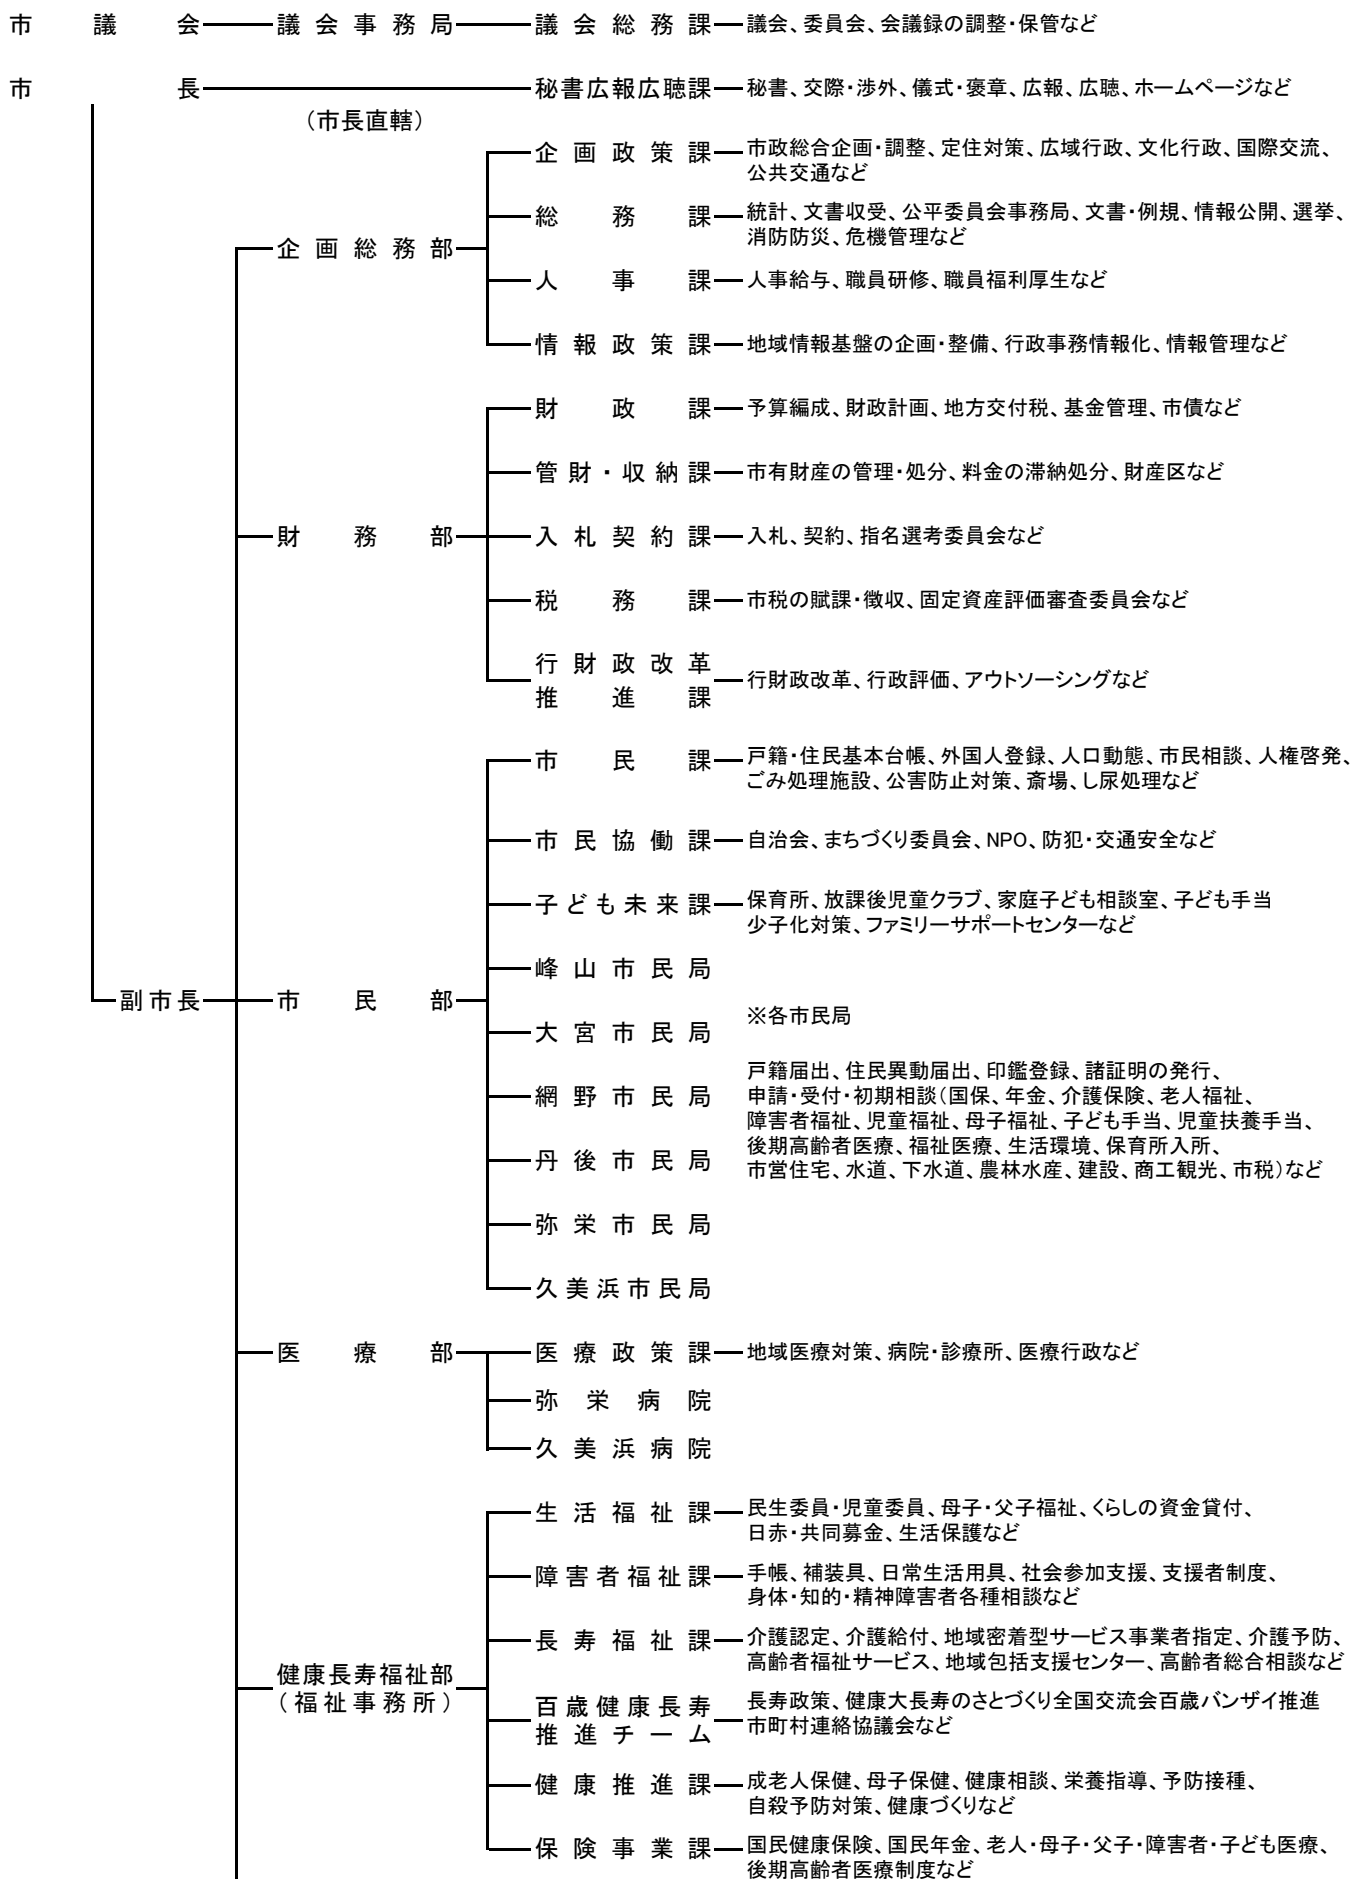 市議会 議会事務局 議会総務課 議会、委員会、会議録の調整・保管など
市長 秘書広報広聴課 秘書、交際・渉外、儀式・褒章、広報、広聴、ホームページなど
（市長直轄）
企画政策課 市政総合企画・調整、定住対策、広域行政、文化行政、国際交流、
公共交通など
総務課 統計、文書収受、公平委員会事務局、文書・例規、情報公開、選挙、
消防防災、危機管理など
企画総務部
人事課 人事給与、職員研修、職員福利厚生など
情報政策課 地域情報基盤の企画・整備、行政事務情報化、情報管理など
財政課 予算編成、財政計画、地方交付税、基金管理、市債など
管財・収納課 市有財産の管理・処分、料金の滞納処分、財産区など
財務部 入札契約課 入札、契約、指名選考委員会など
税務課 市税の賦課・徴収、固定資産評価審査委員会など
行財政改革
推進課 行財政改革、行政評価、アウトソーシングなど
市民課 戸籍・住民基本台帳、外国人登録、人口動態、市民相談、人権啓発、
ごみ処理施設、公害防止対策、斎場、し尿処理など
市民協働課 自治会、まちづくり委員会、NPO、防犯・交通安全など
子ども未来課 保育所、放課後児童クラブ、家庭子ども相談室、子ども手当
少子化対策、ファミリーサポートセンターなど
峰山市民局
副市長 市民部
※各市民局
大宮市民局
戸籍届出、住民異動届出、印鑑登録、諸証明の発行、
網野市民局 申請・受付・初期相談（国保、年金、介護保険、老人福祉、
障害者福祉、児童福祉、母子福祉、子ども手当、児童扶養手当、
後期高齢者医療、福祉医療、生活環境、保育所入所、
丹後市民局 市営住宅、水道、下水道、農林水産、建設、商工観光、市税）など
弥栄市民局
久美浜市民局
医療部 医療政策課 地域医療対策、病院・診療所、医療行政など
弥栄病院
久美浜病院
生活福祉課 民生委員・児童委員、母子・父子福祉、くらしの資金貸付、
日赤・共同募金、生活保護など
障害者福祉課 手帳、補装具、日常生活用具、社会参加支援、支援者制度、
身体・知的・精神障害者各種相談など
長寿福祉課 介護認定、介護給付、地域密着型サービス事業者指定、介護予防、
高齢者福祉サービス、地域包括支援センター、高齢者総合相談など
健康長寿福祉部
（福祉事務所）
百歳健康長寿 長寿政策、健康大長寿のさとづくり全国交流会百歳バンザイ推進
推進チーム 市町村連絡協議会など
健康推進課 成老人保健、母子保健、健康相談、栄養指導、予防接種、
自殺予防対策、健康づくりなど
保険事業課 国民健康保険、国民年金、老人・母子・父子・障害者・子ども医療、
後期高齢者医療制度など